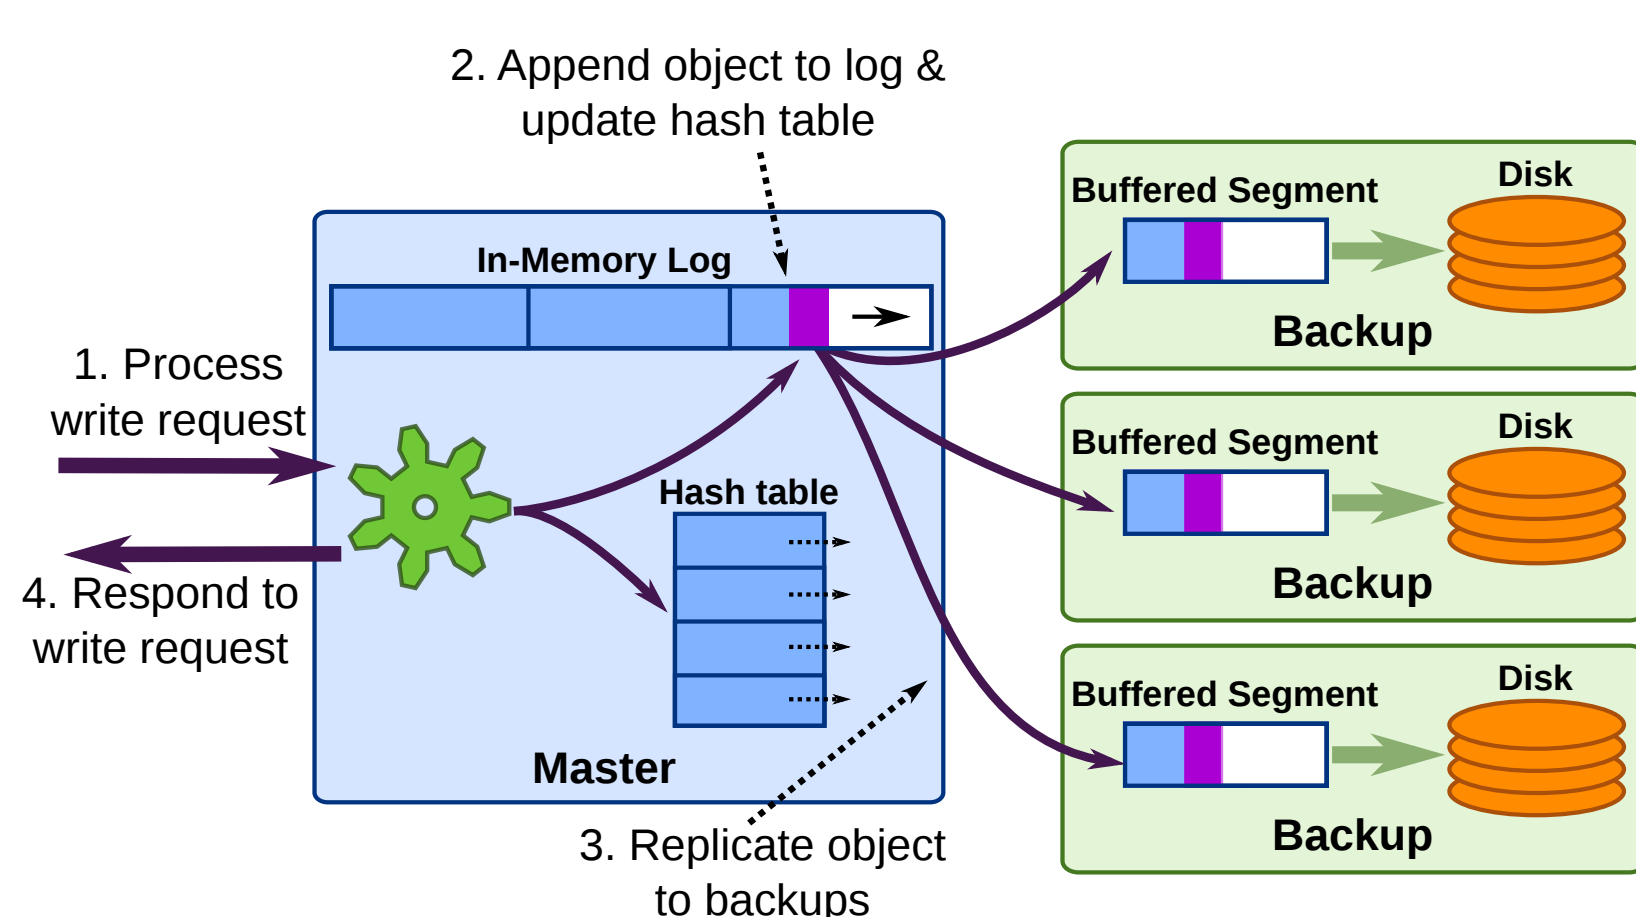 2. Append object to log &
update hash table
In-Memory Log
1. Process
write request
4. Respond to
write request
Hash table
Master
3. Replicate object
to backups
Buffered Segment
Disk
Backup
Buffered Segment
Disk
Backup
Buffered Segment
Disk
Backup